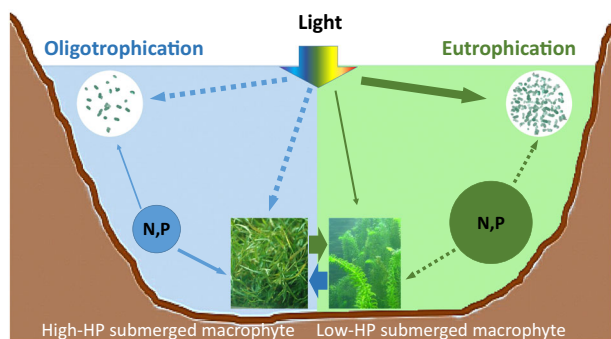 Light
Oligotrophication
Eutrophication
N,P
N,P
High-HP submerged macrophyte
Low-HP submerged macrophyte